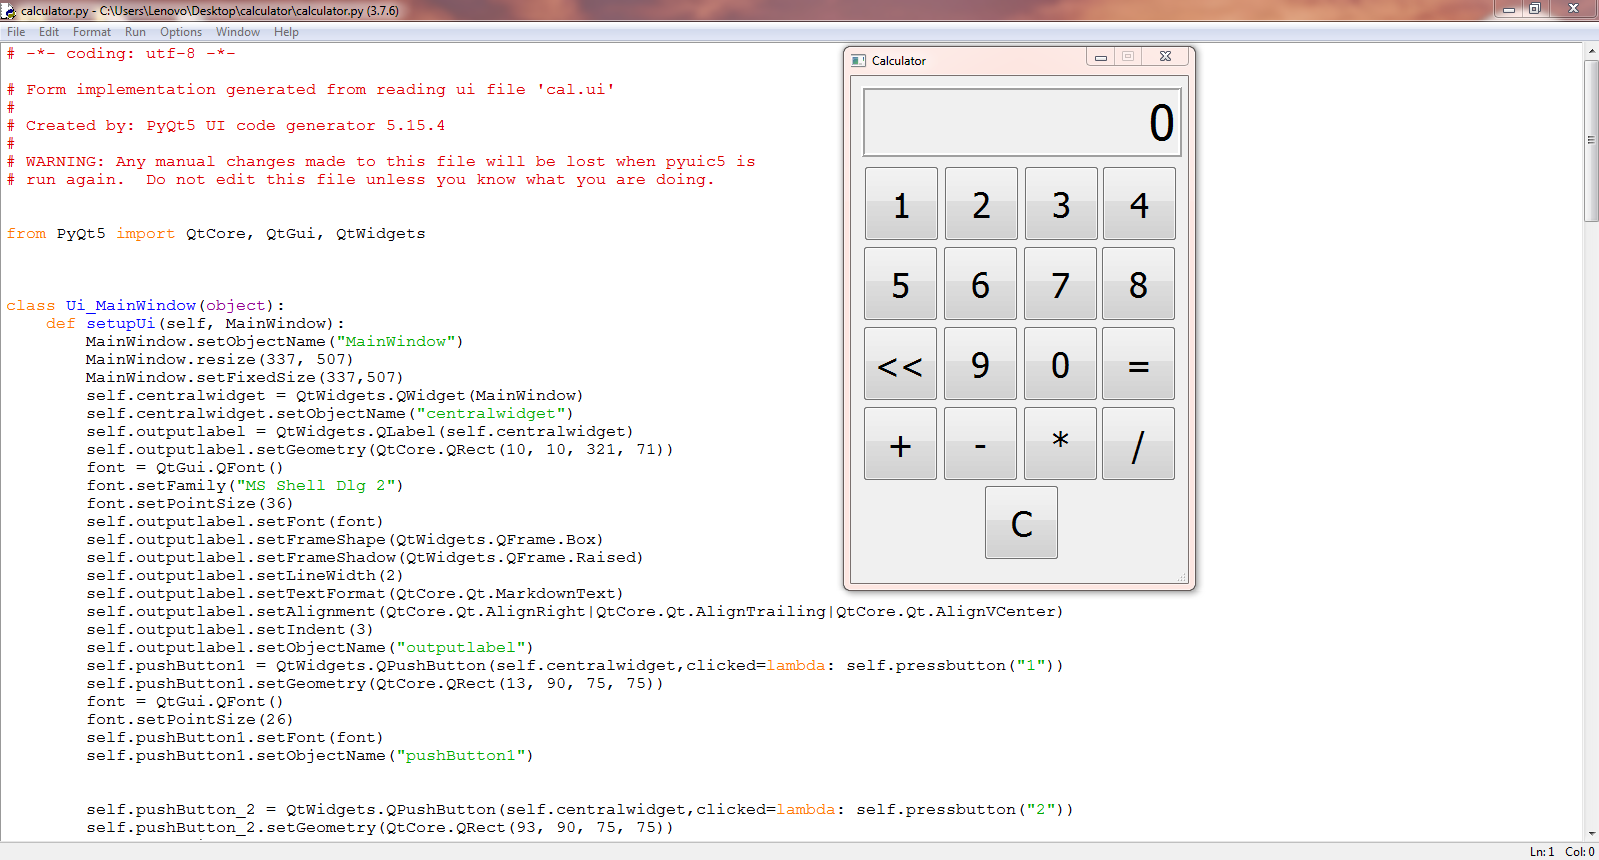 calculator.py - C:\Users\Lenovo\Desktop\calculator\calculator.py (3.7.6)
File Edit Format Run Options Window Help
# -*- coding: utf-8 -*-
# Form implementation generated from reading ui file 'cal.ui'
#
# Created by: PyQt5 UI code generator 5.15.4
#
# WARNING: Any manual changes made to this file will be lost when pyuic5 is
# run again.  Do not edit this file unless you know what you are doing.
from PyQt5 import QtCore, QtGui, QtWidgets
class Ui_MainWindow(object):
    def setupUi(self, MainWindow):
        MainWindow.setObjectName("MainWindow")
        MainWindow.resize(337, 507)
        MainWindow.setFixedSize(337,507)
        self.centralwidget = QtWidgets.QWidget(MainWindow)
        self.centralwidget.setObjectName("centralwidget")
        self.outputlabel = QtWidgets.QLabel(self.centralwidget)
        self.outputlabel.setGeometry(QtCore.QRect(10, 10, 321, 71))
        font = QtGui.QFont()
        font.setFamily("MS Shell Dlg 2")
        font.setPointSize(36)
        self.outputlabel.setFont(font)
        self.outputlabel.setFrameShape(QtWidgets.QFrame.Box)
        self.outputlabel.setFrameShadow(QtWidgets.QFrame.Raised)
        self.outputlabel.setLineWidth(2)
        self.outputlabel.setTextFormat(QtCore.Qt.MarkdownText)
        self.outputlabel.setAlignment(QtCore.Qt.AlignRight|QtCore.Qt.AlignTrailing|QtCore.Qt.AlignVCenter)
        self.outputlabel.setIndent(3)
        self.outputlabel.setObjectName("outputlabel")
        self.pushButton1 = QtWidgets.QPushButton(self.centralwidget,clicked=lambda: self.pressbutton("1"))
        self.pushButton1.setGeometry(QtCore.QRect(13, 90, 75, 75))
        font = QtGui.QFont()
        font.setPointSize(26)
        self.pushButton1.setFont(font)
        self.pushButton1.setObjectName("pushButton1")
        self.pushButton_2 = QtWidgets.QPushButton(self.centralwidget,clicked=lambda: self.pressbutton("2"))
        self.pushButton_2.setGeometry(QtCore.QRect(93, 90, 75, 75))
Calculator
0
1 2 3 4
5 6 7 8
<< 9 0 =
+ - * /
C
Ln: 1 Col: 0